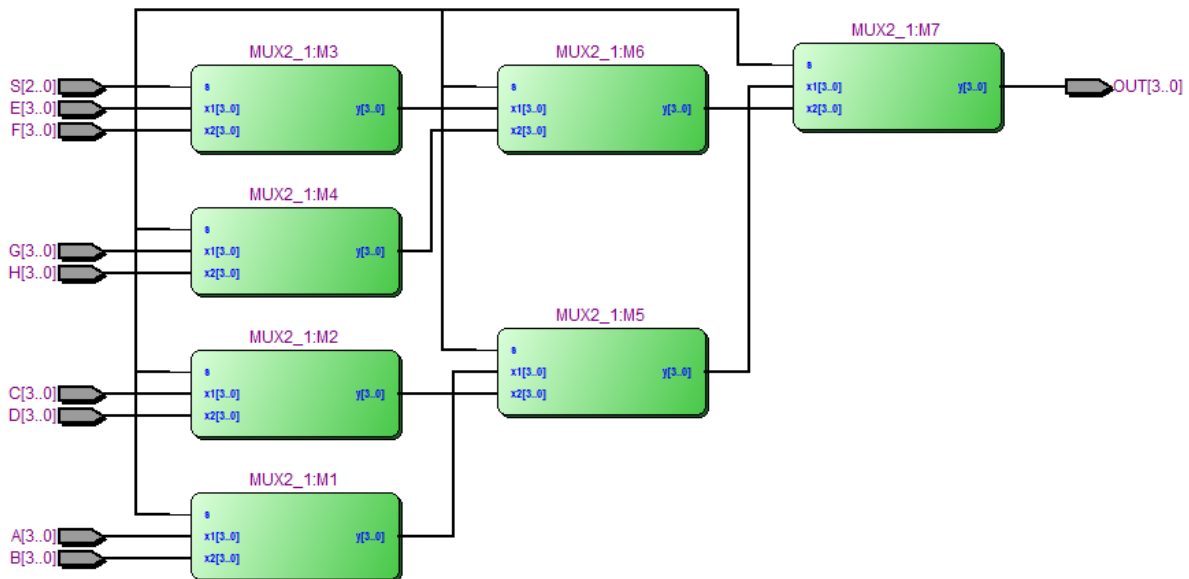 MUX2_1:M7
MUX2_1:M3
MUX2_1:M6
s
S[2..0]
s
s
x1[3..0]
OUT[3..0]
E[3..0]
x1[3..0]
y[3..0]
x1[3..0]
y[3..0]
x2[3..0]
y[3..0]
F[3..0]
x2[3..0]
x2[3..0]
MUX2_1:M4
s
G[3..0]
x1[3..0]
y[3..0]
H[3..0]
x2[3..0]
MUX2_1:M5
MUX2_1:M2
s
s
x1[3..0]
y[3..0]
C[3..0]
x1[3..0]
y[3..0]
x2[3..0]
D[3..0]
x2[3..0]
MUX2_1:M1
s
A[3..0]
x1[3..0]
y[3..0]
B[3..0]
x2[3..0]